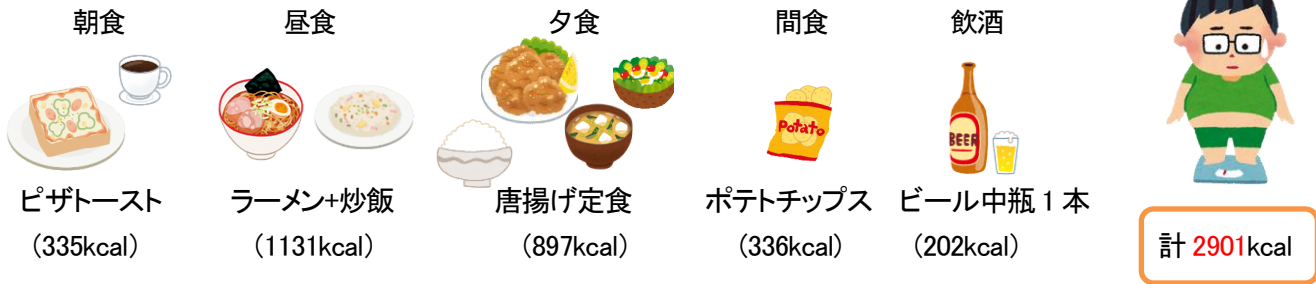 朝食
昼食
夕食
間食
飲酒
Potato
BEER
ピザトースト
ラーメン+炒飯
唐揚げ定食
ポテトチップス
ビール中瓶1本
（335kcal）
（1131kcal）
（897kcal）
（336kcal）
（202kcal）
計 2901kcal